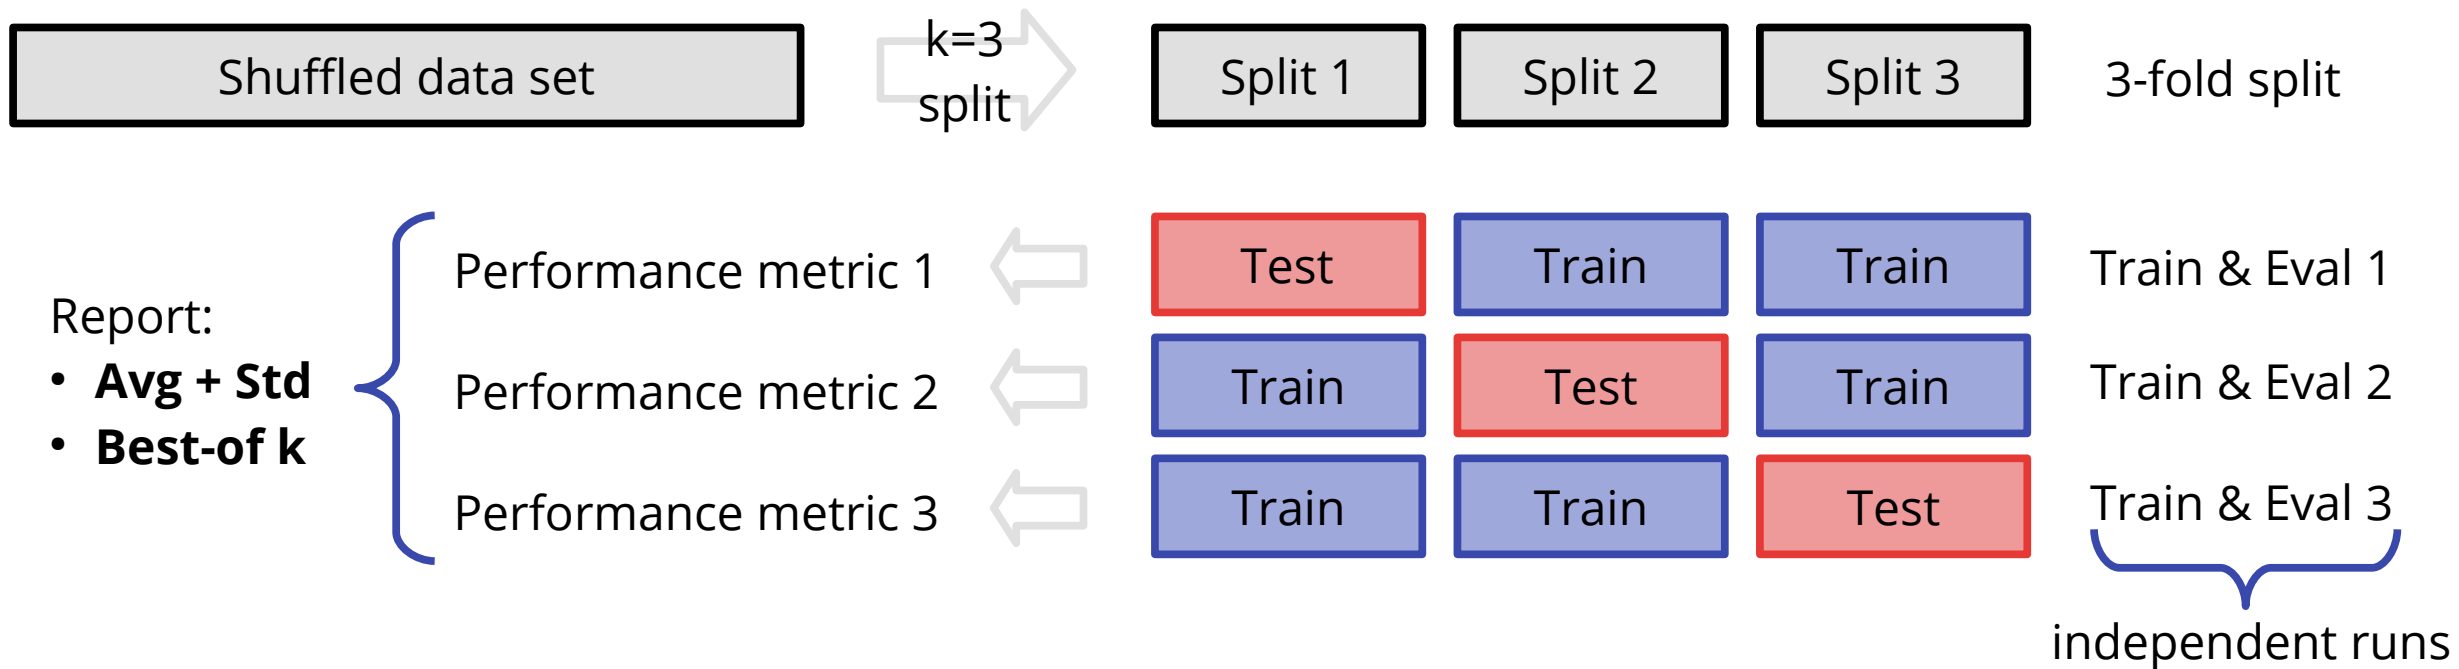 Shuffled data set
k=3
split
Split 1
Split 2
Split 3
3-fold split
Report:
• Avg + Std
• Best-of k
Performance metric 1
Test
Train
Train
Train & Eval 1
Performance metric 2
Train
Test
Train
Train & Eval 2
Performance metric 3
Train
Train
Test
Train & Eval 3
independent runs